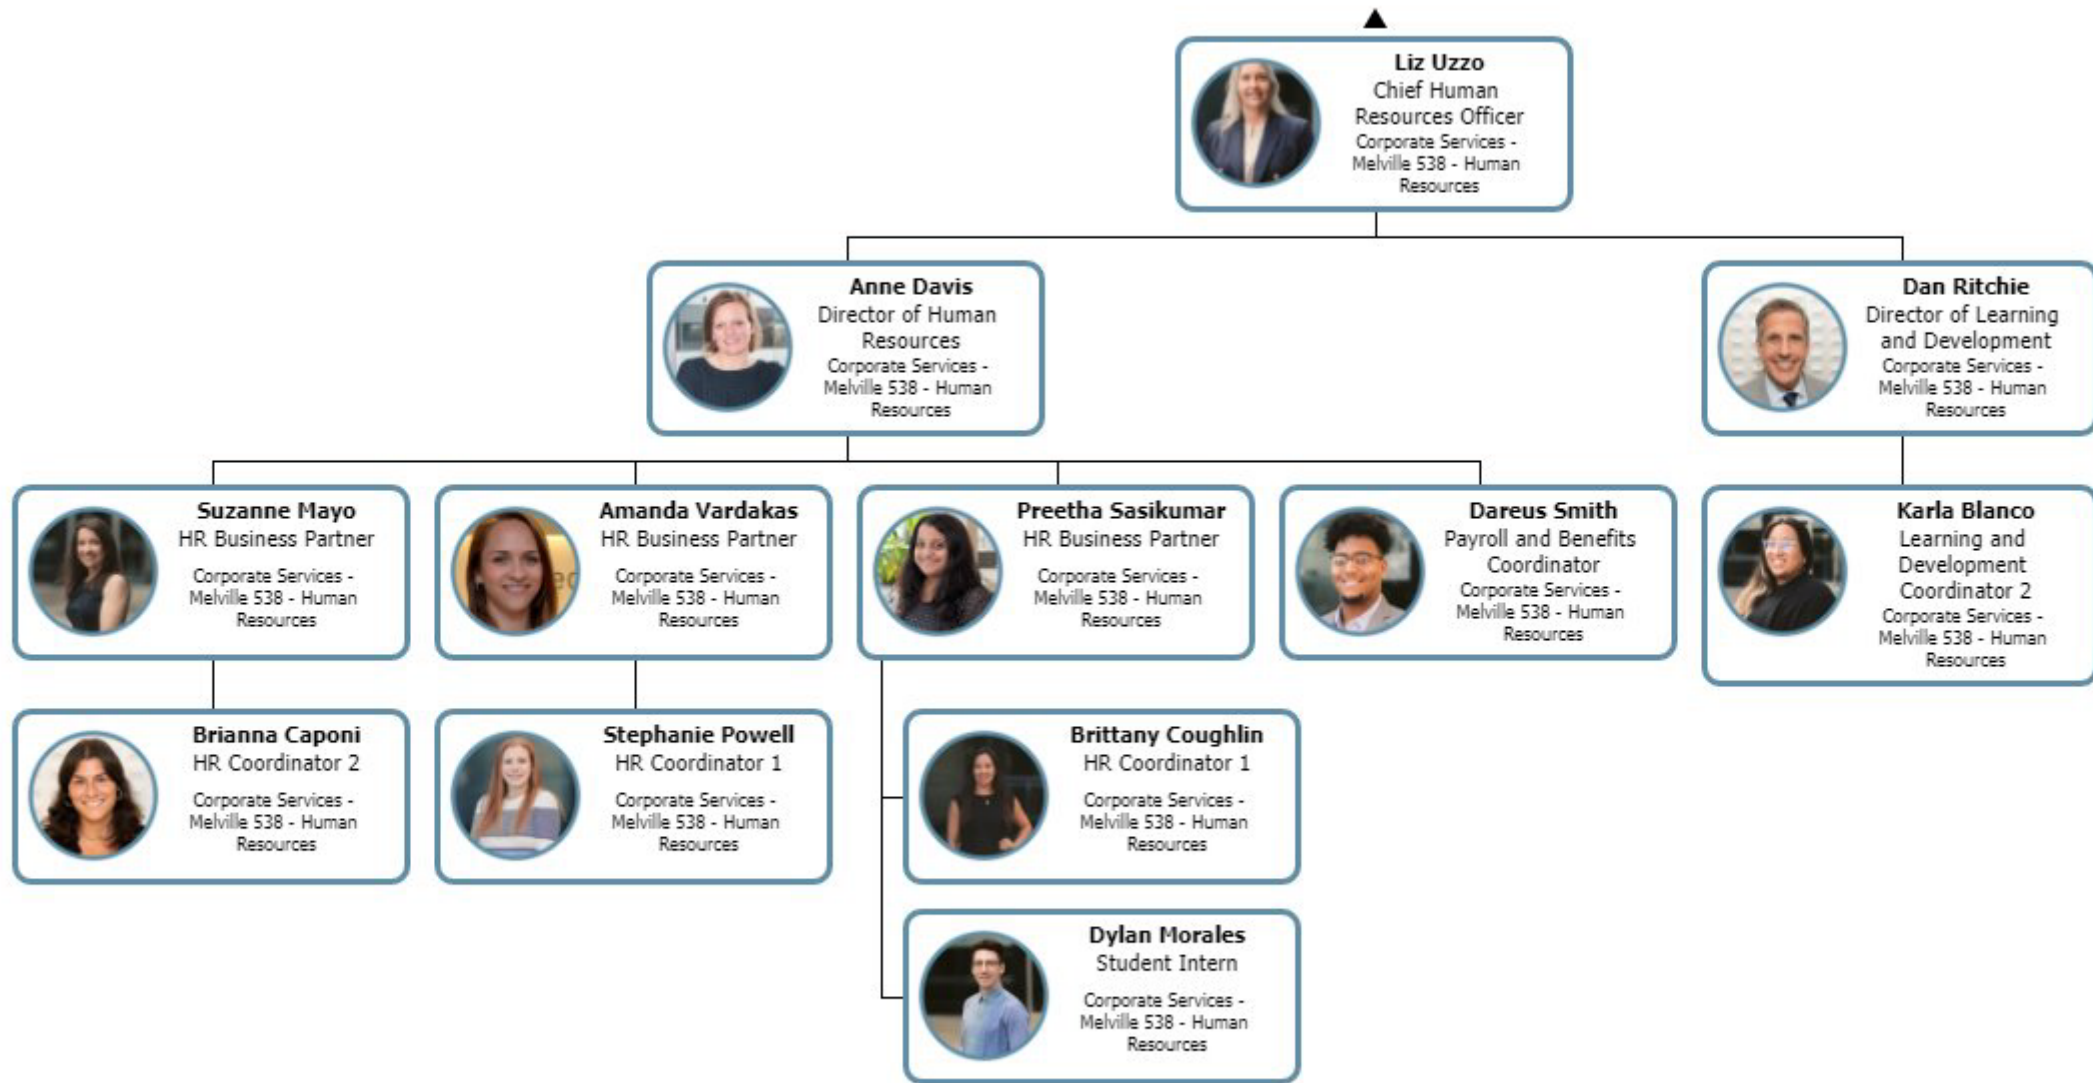 Liz Uzzo
Chief Human
Resources Officer
Corporate Services -
Melville 538 - Human
Resources
Anne Davis
Director of Human
Resources
Corporate Services -
Melville 538 - Human
Resources
Dan Ritchie
Director of Learning
and Development
Corporate Services -
Melville 538 - Human
Resources
Suzanne Mayo
HR Business Partner
Corporate Services -
Melville 538 - Human
Resources
Amanda Vardakas
HR Business Partner
Corporate Services -
Melville 538 - Human
Resources
Preetha Sasikumar
HR Business Partner
Corporate Services -
Melville 538 - Human
Resources
Dareus Smith
Payroll and Benefits
Coordinator
Corporate Services -
Melville 538 - Human
Resources
Karla Blanco
Learning and
Development
Coordinator 2
Corporate Services -
Melville 538 - Human
Resources
Brianna Caponi
HR Coordinator 2
Corporate Services -
Melville 538 - Human
Resources
Stephanie Powell
HR Coordinator 1
Corporate Services -
Melville 538 - Human
Resources
Brittany Coughlin
HR Coordinator 1
Corporate Services -
Melville 538 - Human
Resources
Dylan Morales
Student Intern
Corporate Services -
Melville 538 - Human
Resources